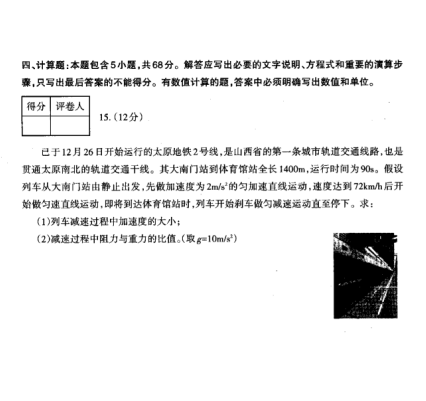 四、计算题：本题包含5小题，共68分。解答应写出必要的文字说明、方程式和重要的演算步
骤，只写出最后答案的不能得分。有数值计算的题，答案中必须明确写出数值和单位。
得分 评卷人
15.（12分）
已于12月26日开始运行的太原地铁2号线，是山西省的第一条城市轨道交通线路，也是
贯通太原南北的轨道交通干线。其大南门站到体育馆站全长1400m，运行时间为90s。假设
列车从大南门站由静止出发，先做加速度为2m/s²的匀加速直线运动，速度达到72km/h后开
始做匀速直线运动，即将到达体育馆站时，列车开始刹车做匀减速运动直至停下。求：
（1）列车减速过程中加速度的大小；
（2）减速过程中阻力与重力的比值。（取g=10m/s²）